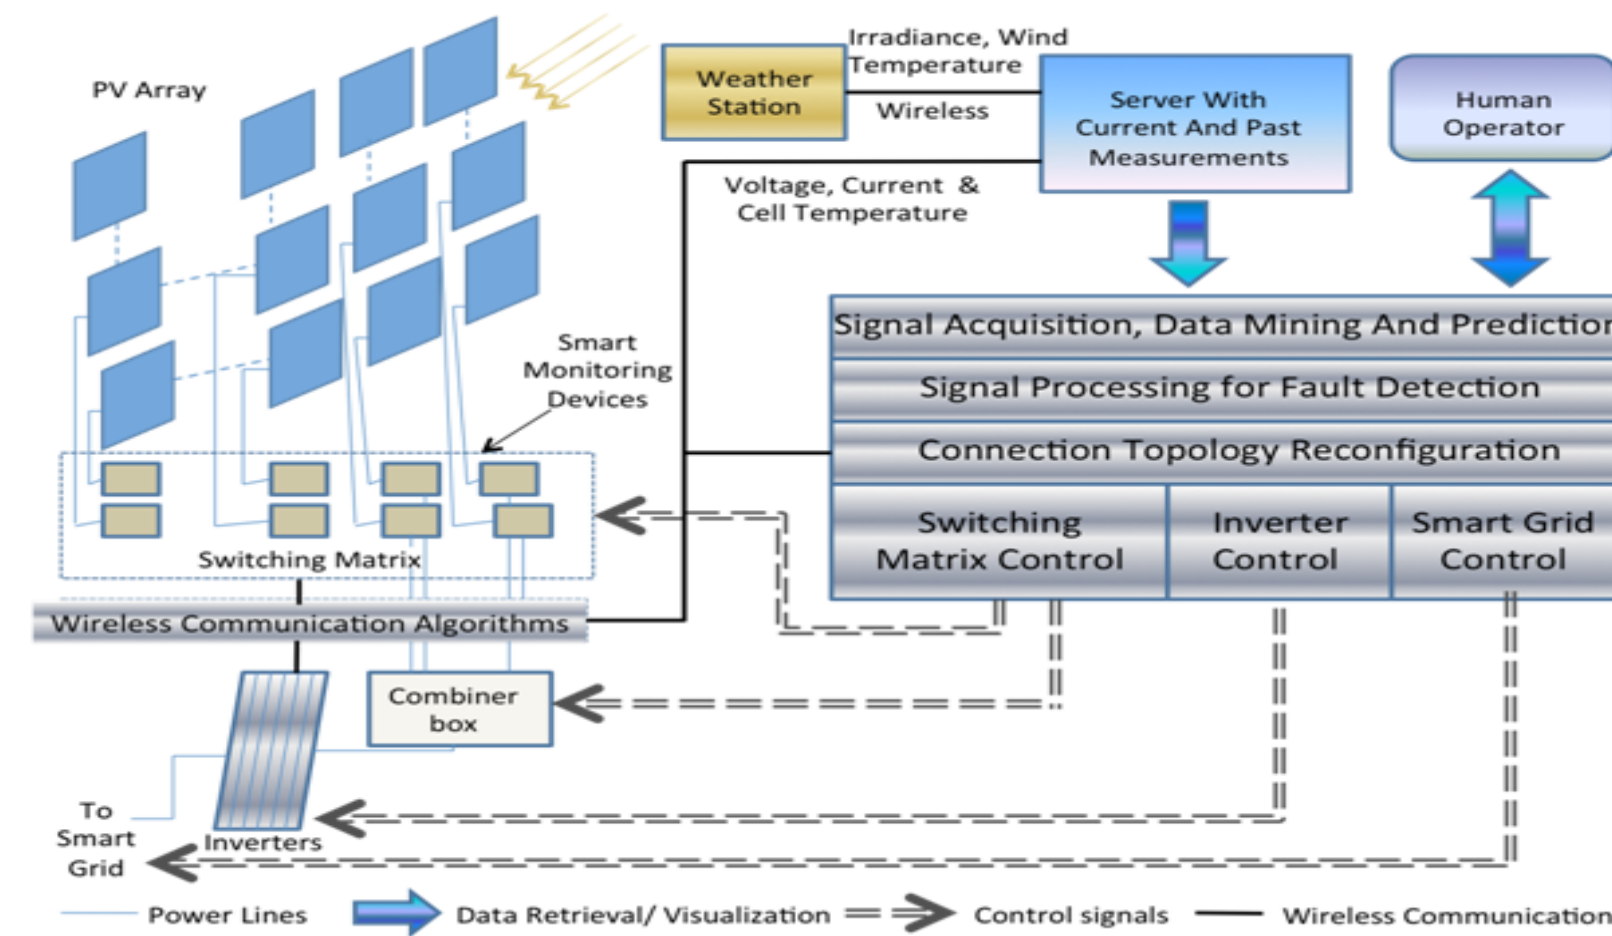 PV Array
Weather
Station
Irradiance, Wind
Temperature
Wireless
Server With
Current And Past
Measurements
Human
Operator
Voltage, Current &
Cell Temperature
Smart
Monitoring
Devices
Signal Acquisition, Data Mining And Prediction
Signal Processing for Fault Detection
Connection Topology Reconfiguration
Switching
Matrix Control
Inverter
Control
Smart Grid
Control
Switching Matrix
Wireless Communication Algorithms
Combiner
box
To
Smart
Grid
Inverters
Power Lines
Data Retrieval/ Visualization
Control signals
Wireless Communication